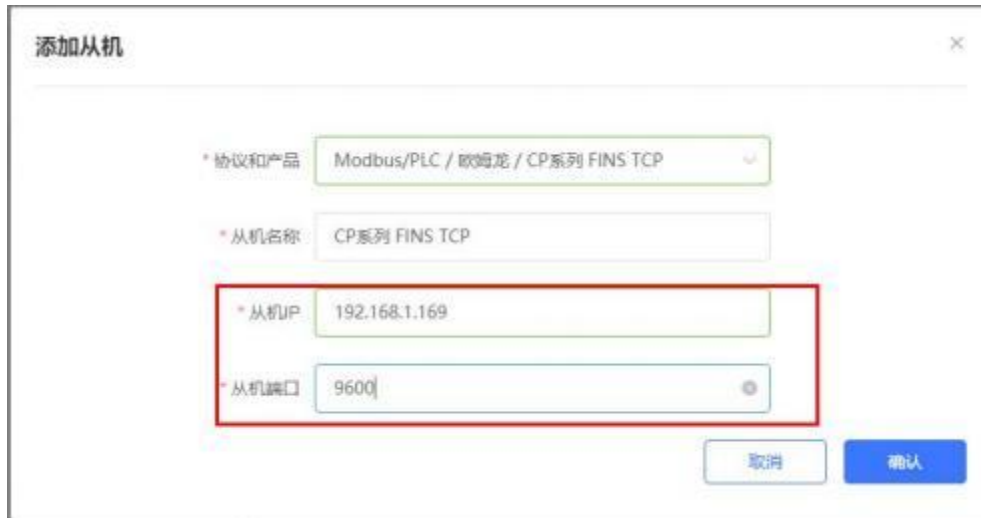 添加从机
* 协议和产品 Modbus/PLC / 欧姆龙 / CP系列 FINS TCP
* 从机名称 CP系列 FINS TCP
* 从机IP 192.168.1.169
* 从机端口 9600
取消 确认